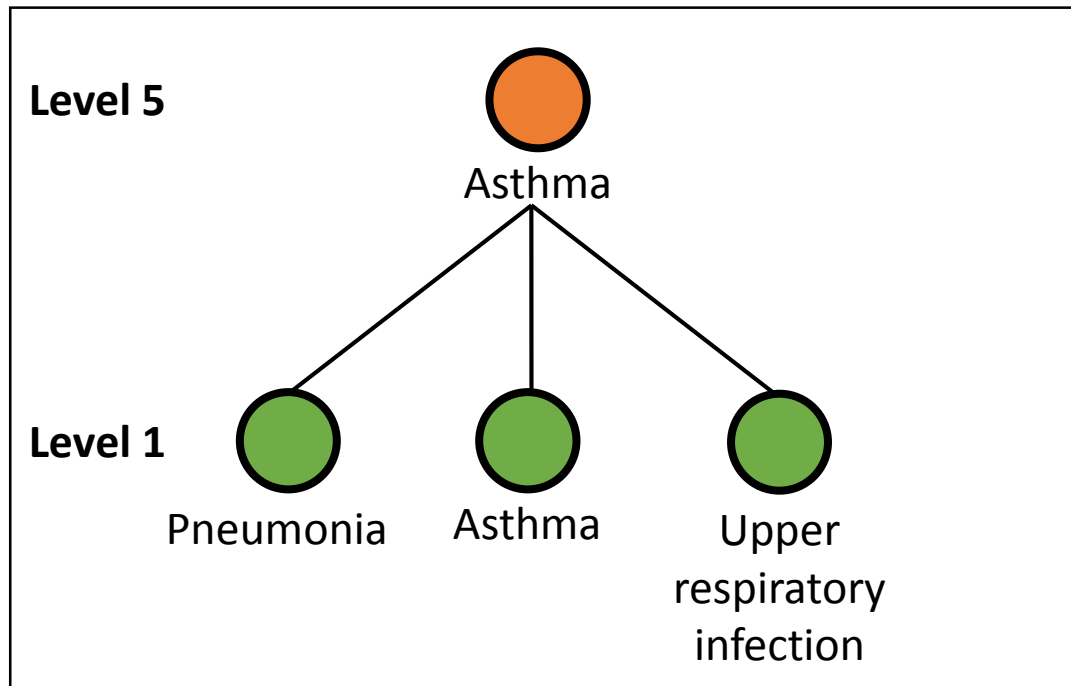 Level 5
Asthma
Level 1
Pneumonia
Asthma
Upper
respiratory
infection